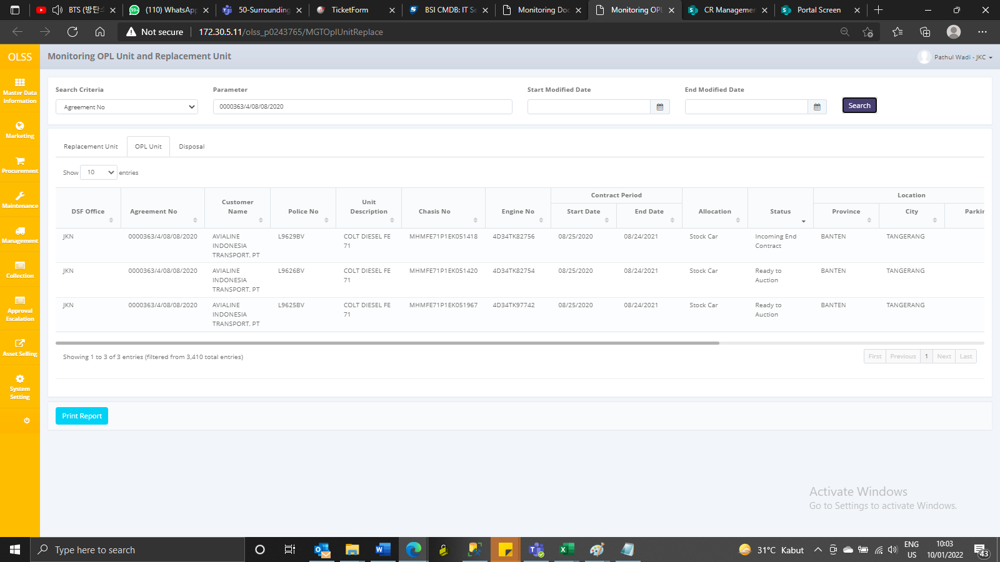 BTS (방탄소
(110) WhatsApp
50-Surrounding
TicketForm
BSI CMDB: IT Se
Monitoring Doc
Monitoring OPL
CR Managemen
Portal Screen
Not secure
172.30.5.11/olss_p0243765/MGTOplUnitReplace
OLSS
Monitoring OPL Unit and Replacement Unit
Pathul Wadi - JKC
Master Data
Information
Marketing
Procurement
Maintenance
Management
Collection
Approval
Escalation
Asset Selling
System
Setting
Search Criteria
Parameter
Start Modified Date
End Modified Date
Agreement No
0000363/4/08/08/2020
Search
Replacement Unit
OPL Unit
Disposal
Show 10 entries
DSF Office
Agreement No
Customer
Name
Police No
Unit
Description
Chasis No
Engine No
Contract Period
Start Date
End Date
Allocation
Status
Location
Province
City
Parkir
JKN
0000363/4/08/08/2020
AVIALINE
INDONESIA
TRANSPORT. PT
L9629BV
COLT DIESEL FE
71
MHMFE71P1EK051418
4D34TK82756
08/25/2020
08/24/2021
Stock Car
Incoming End
Contract
BANTEN
TANGERANG
JKN
0000363/4/08/08/2020
AVIALINE
INDONESIA
TRANSPORT. PT
L9626BV
COLT DIESEL FE
71
MHMFE71P1EK051420
4D34TK82754
08/25/2020
08/24/2021
Stock Car
Ready to
Auction
BANTEN
TANGERANG
JKN
0000363/4/08/08/2020
AVIALINE
INDONESIA
TRANSPORT. PT
L9625BV
COLT DIESEL FE
71
MHMFE71P1EK051967
4D34TK97742
08/25/2020
08/24/2021
Stock Car
Ready to
Auction
BANTEN
TANGERANG
Showing 1 to 3 of 3 entries (filtered from 3,410 total entries)
First
Previous
1
Next
Last
Print Report
Activate Windows
Go to Settings to activate Windows.
Type here to search
31°C Kabut
ENG
US
10:03
10/01/2022
43